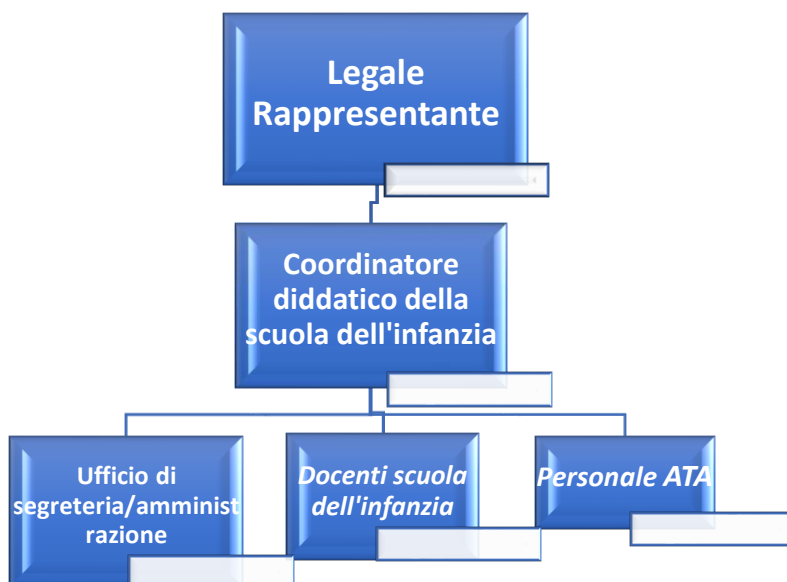 Legale
Rappresentante
Coordinatore
diddatico della
scuola dell'infanzia
Ufficio di
segreteria/amminist
razione
Docenti scuola
dell'infanzia
Personale ATA